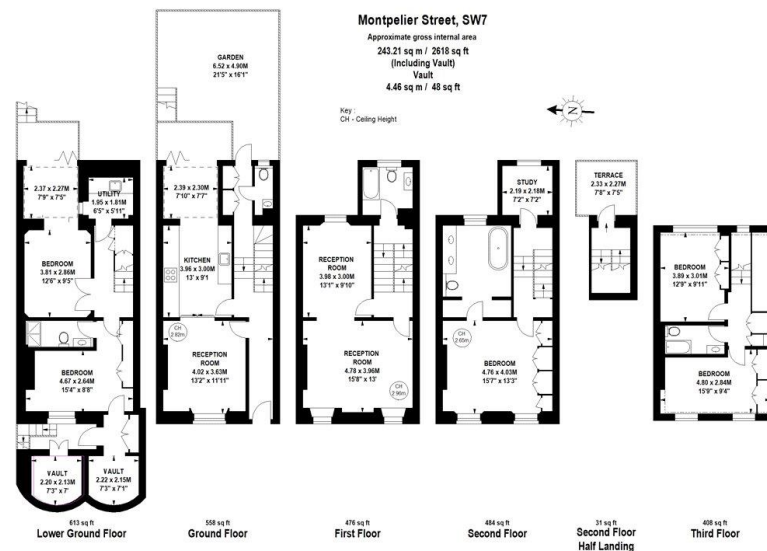 Montpelier Street, SW7
Approximate gross internal area
243.21 sq m / 2618 sq ft
(Including Vault)
Vault
4.46 sq m / 48 sq ft
Key :
CH - Ceiling Height
N
GARDEN
6.52 x 4.90M
21'5" x 16'1"
2.37 x 2.27M
7'9" x 7'5"
UTILITY
1.95 x 1.81M
6'5" x 5'11"
BEDROOM
3.81 x 2.86M
12'6" x 9'5"
BEDROOM
4.67 x 2.64M
15'4" x 8'8"
VAULT
2.20 x 2.13M
7'3" x 7'
VAULT
2.22 x 2.15M
7'3" x 7'1"
613 sq ft
Lower Ground Floor
2.39 x 2.30M
7'10" x 7'7"
KITCHEN
3.96 x 3.00M
13' x 9'1
CH
2.82m
RECEPTION
ROOM
4.02 x 3.63M
13'2" x 11'11"
558 sq ft
Ground Floor
RECEPTION
ROOM
3.98 x 3.00M
13'1" x 9'10"
RECEPTION
ROOM
4.78 x 3.96M
15'8" x 13'
CH
2.96m
476 sq ft
First Floor
STUDY
2.19 x 2.18M
7'2" x 7'2"
CH
2.65m
BEDROOM
4.76 x 4.03M
15'7" x 13'3"
484 sq ft
Second Floor
TERRACE
2.33 x 2.27M
7'8" x 7'5"
31 sq ft
Second Floor
Half Landing
BEDROOM
3.89 x 3.01M
12'9" x 9'11"
BEDROOM
4.80 x 2.84M
15'9" x 9'4"
408 sq ft
Third Floor